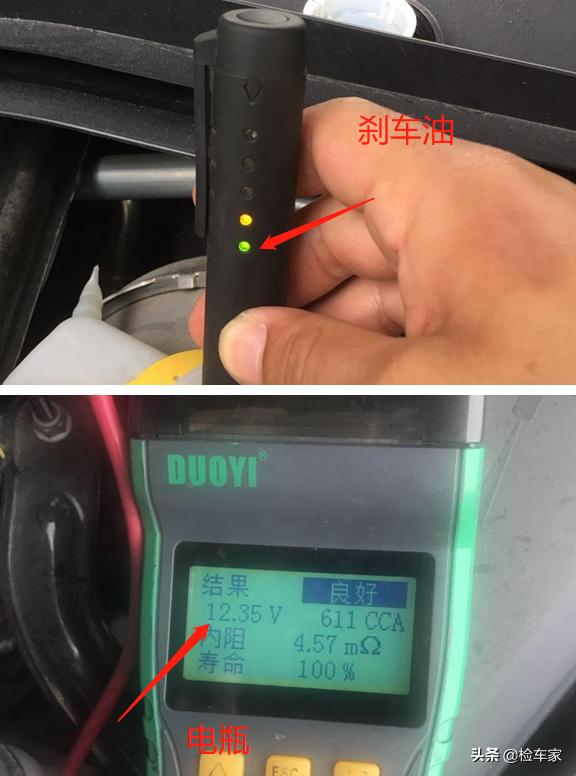 刹车油
DUOYI®
结果 良好
12.35 V 611 CCA
内阻 4.57 mΩ
寿命 100 %
电瓶
ESC
头条 @检车家